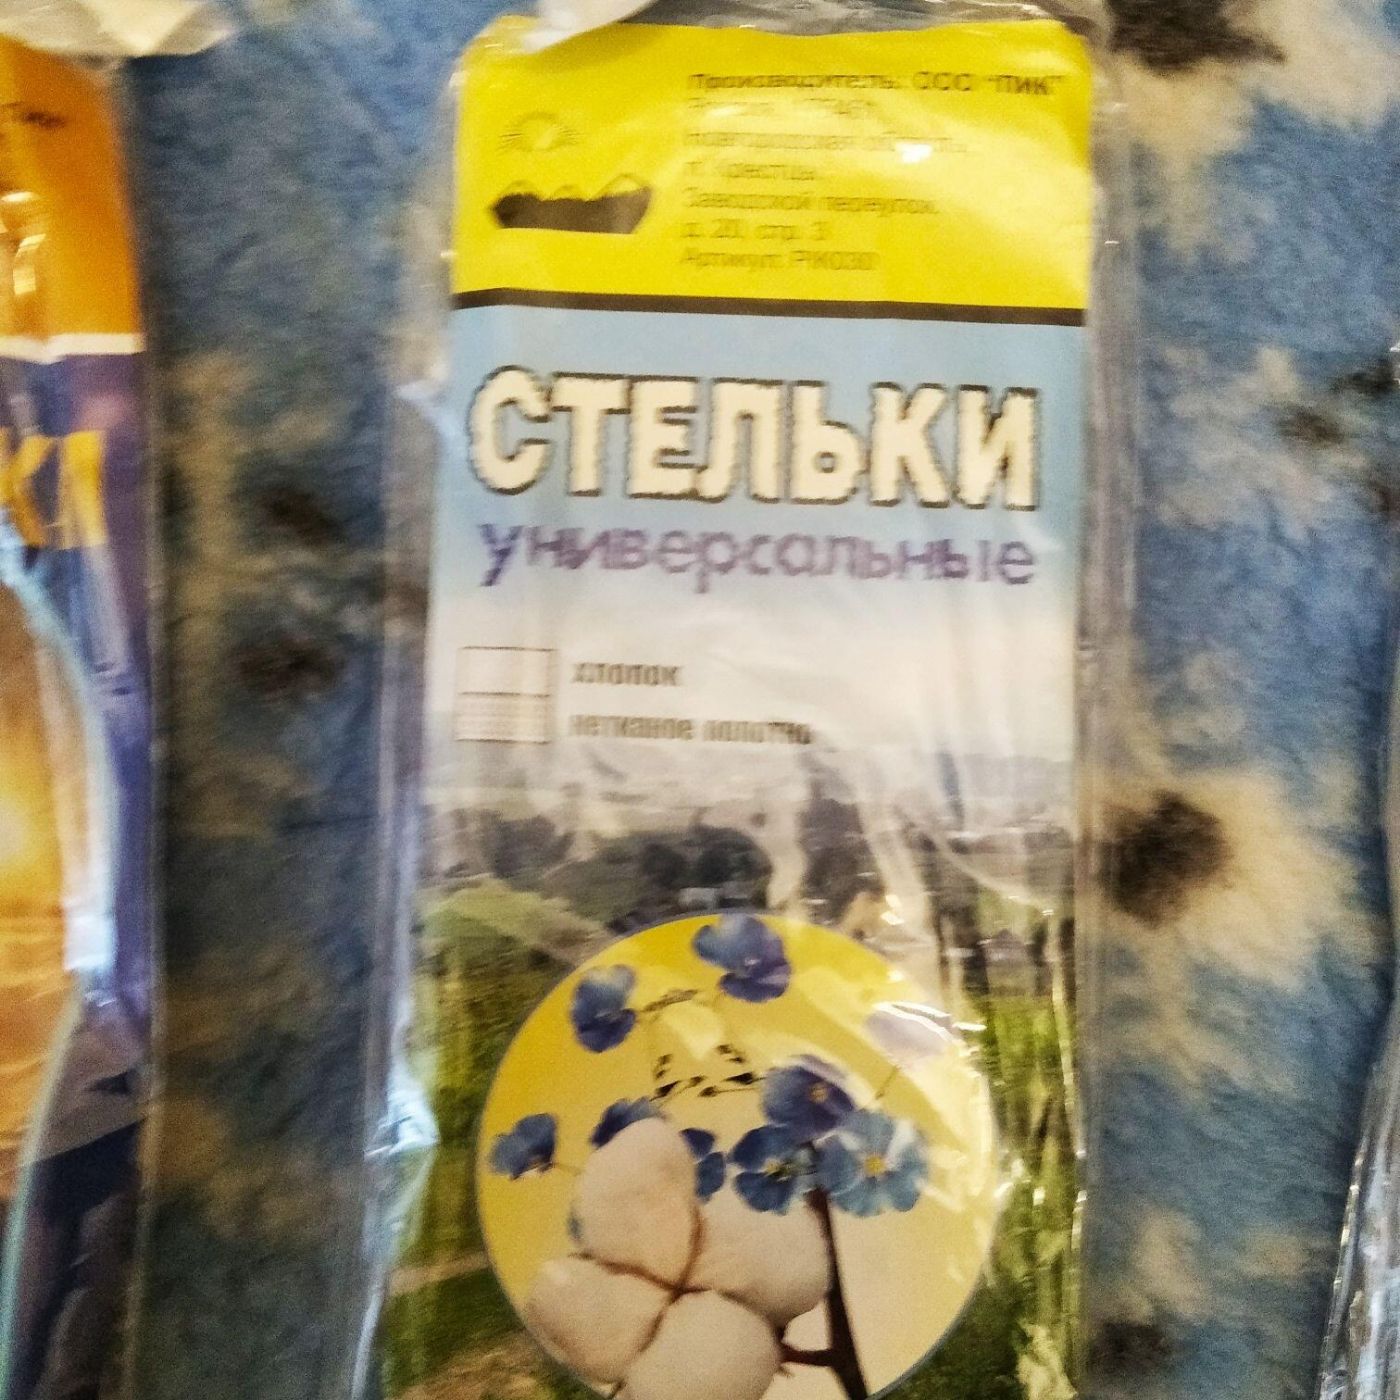 Производитель: ООО "ПИК"
Новгородская область,
п. Крестцы,
Заводской переулок,
д. 20, стр. 3
Артикул:
СТЕЛЬКИ
универсальные
хлопок
нетканое полотно